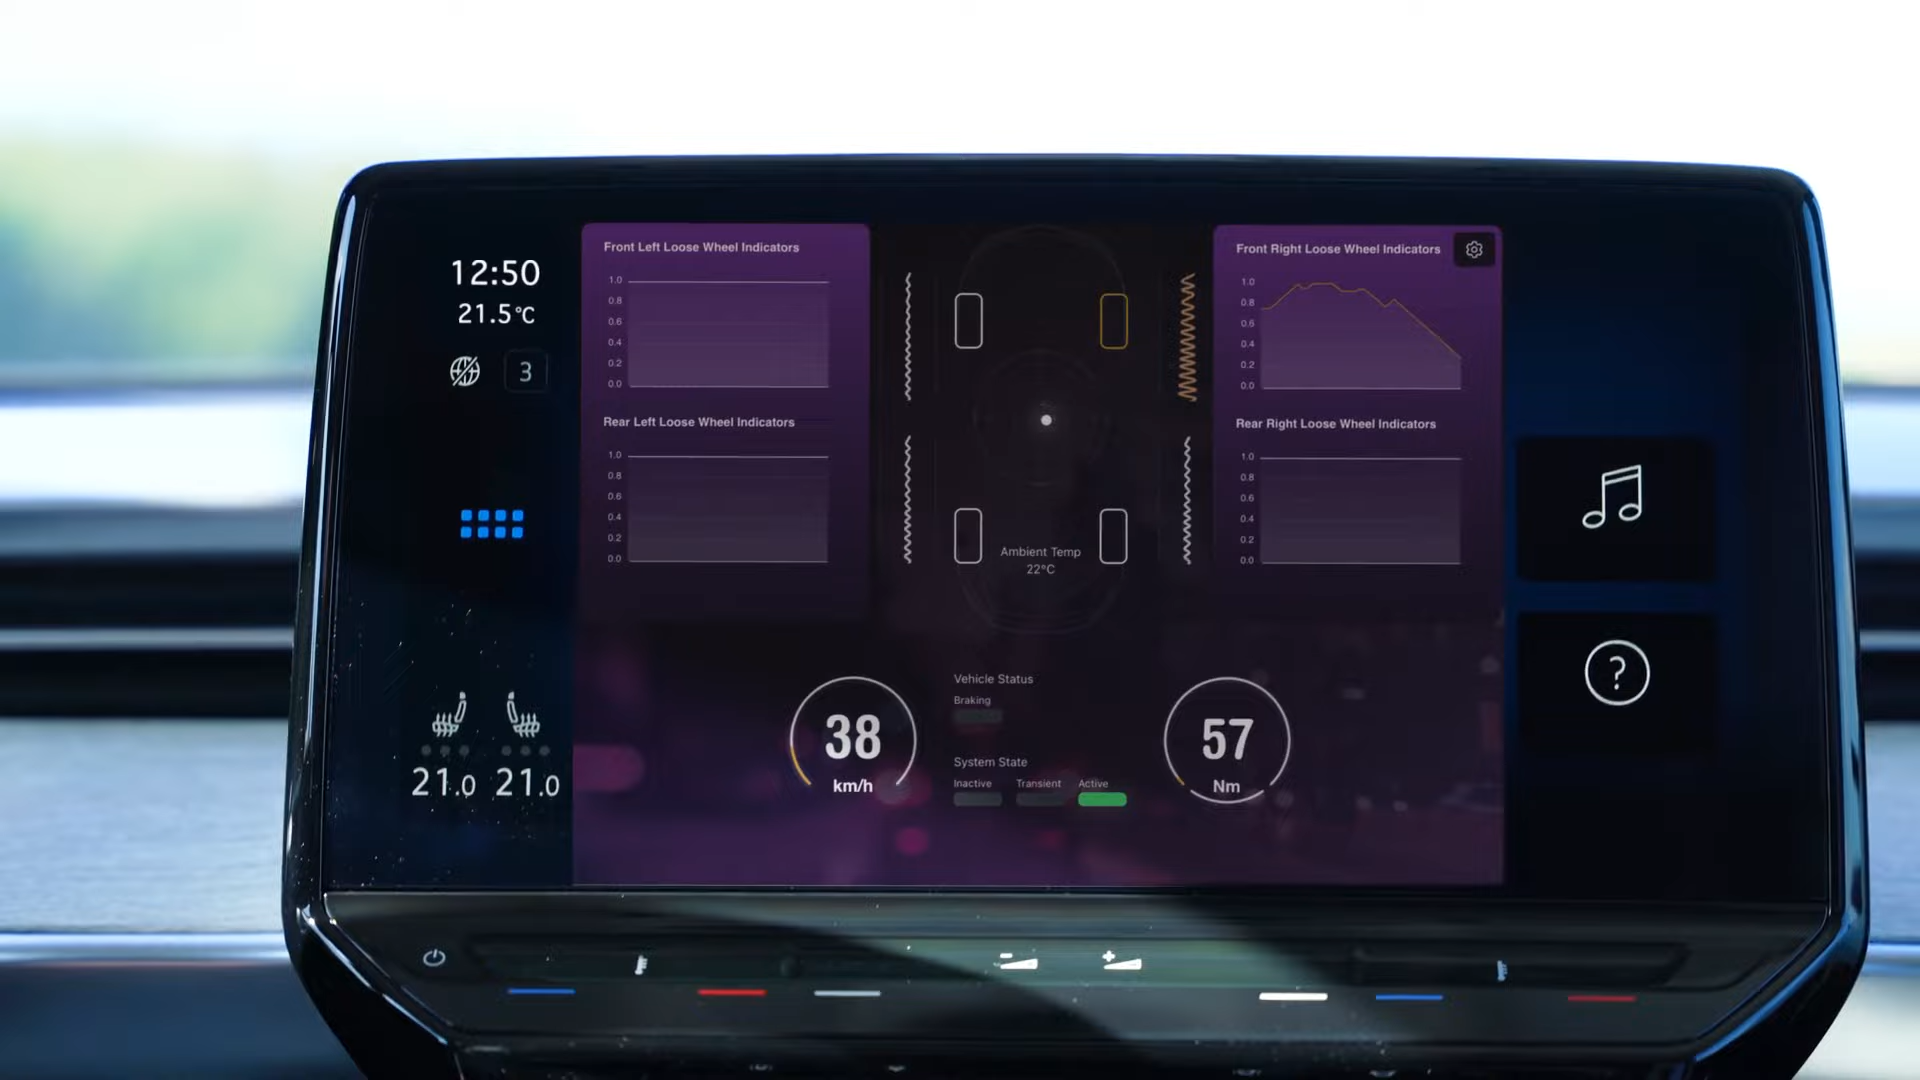 12:50
21.5°C
3
21.0 21.0
Front Left Loose Wheel Indicators
1.0
0.8
0.6
0.4
0.2
0.0
Rear Left Loose Wheel Indicators
1.0
0.8
0.6
0.4
0.2
0.0
Ambient Temp
22°C
Front Right Loose Wheel Indicators
1.0
0.8
0.6
0.4
0.2
0.0
Rear Right Loose Wheel Indicators
1.0
0.8
0.6
0.4
0.2
0.0
38
km/h
Vehicle Status
Braking
System State
Inactive Transient Active
57
Nm
?
- +